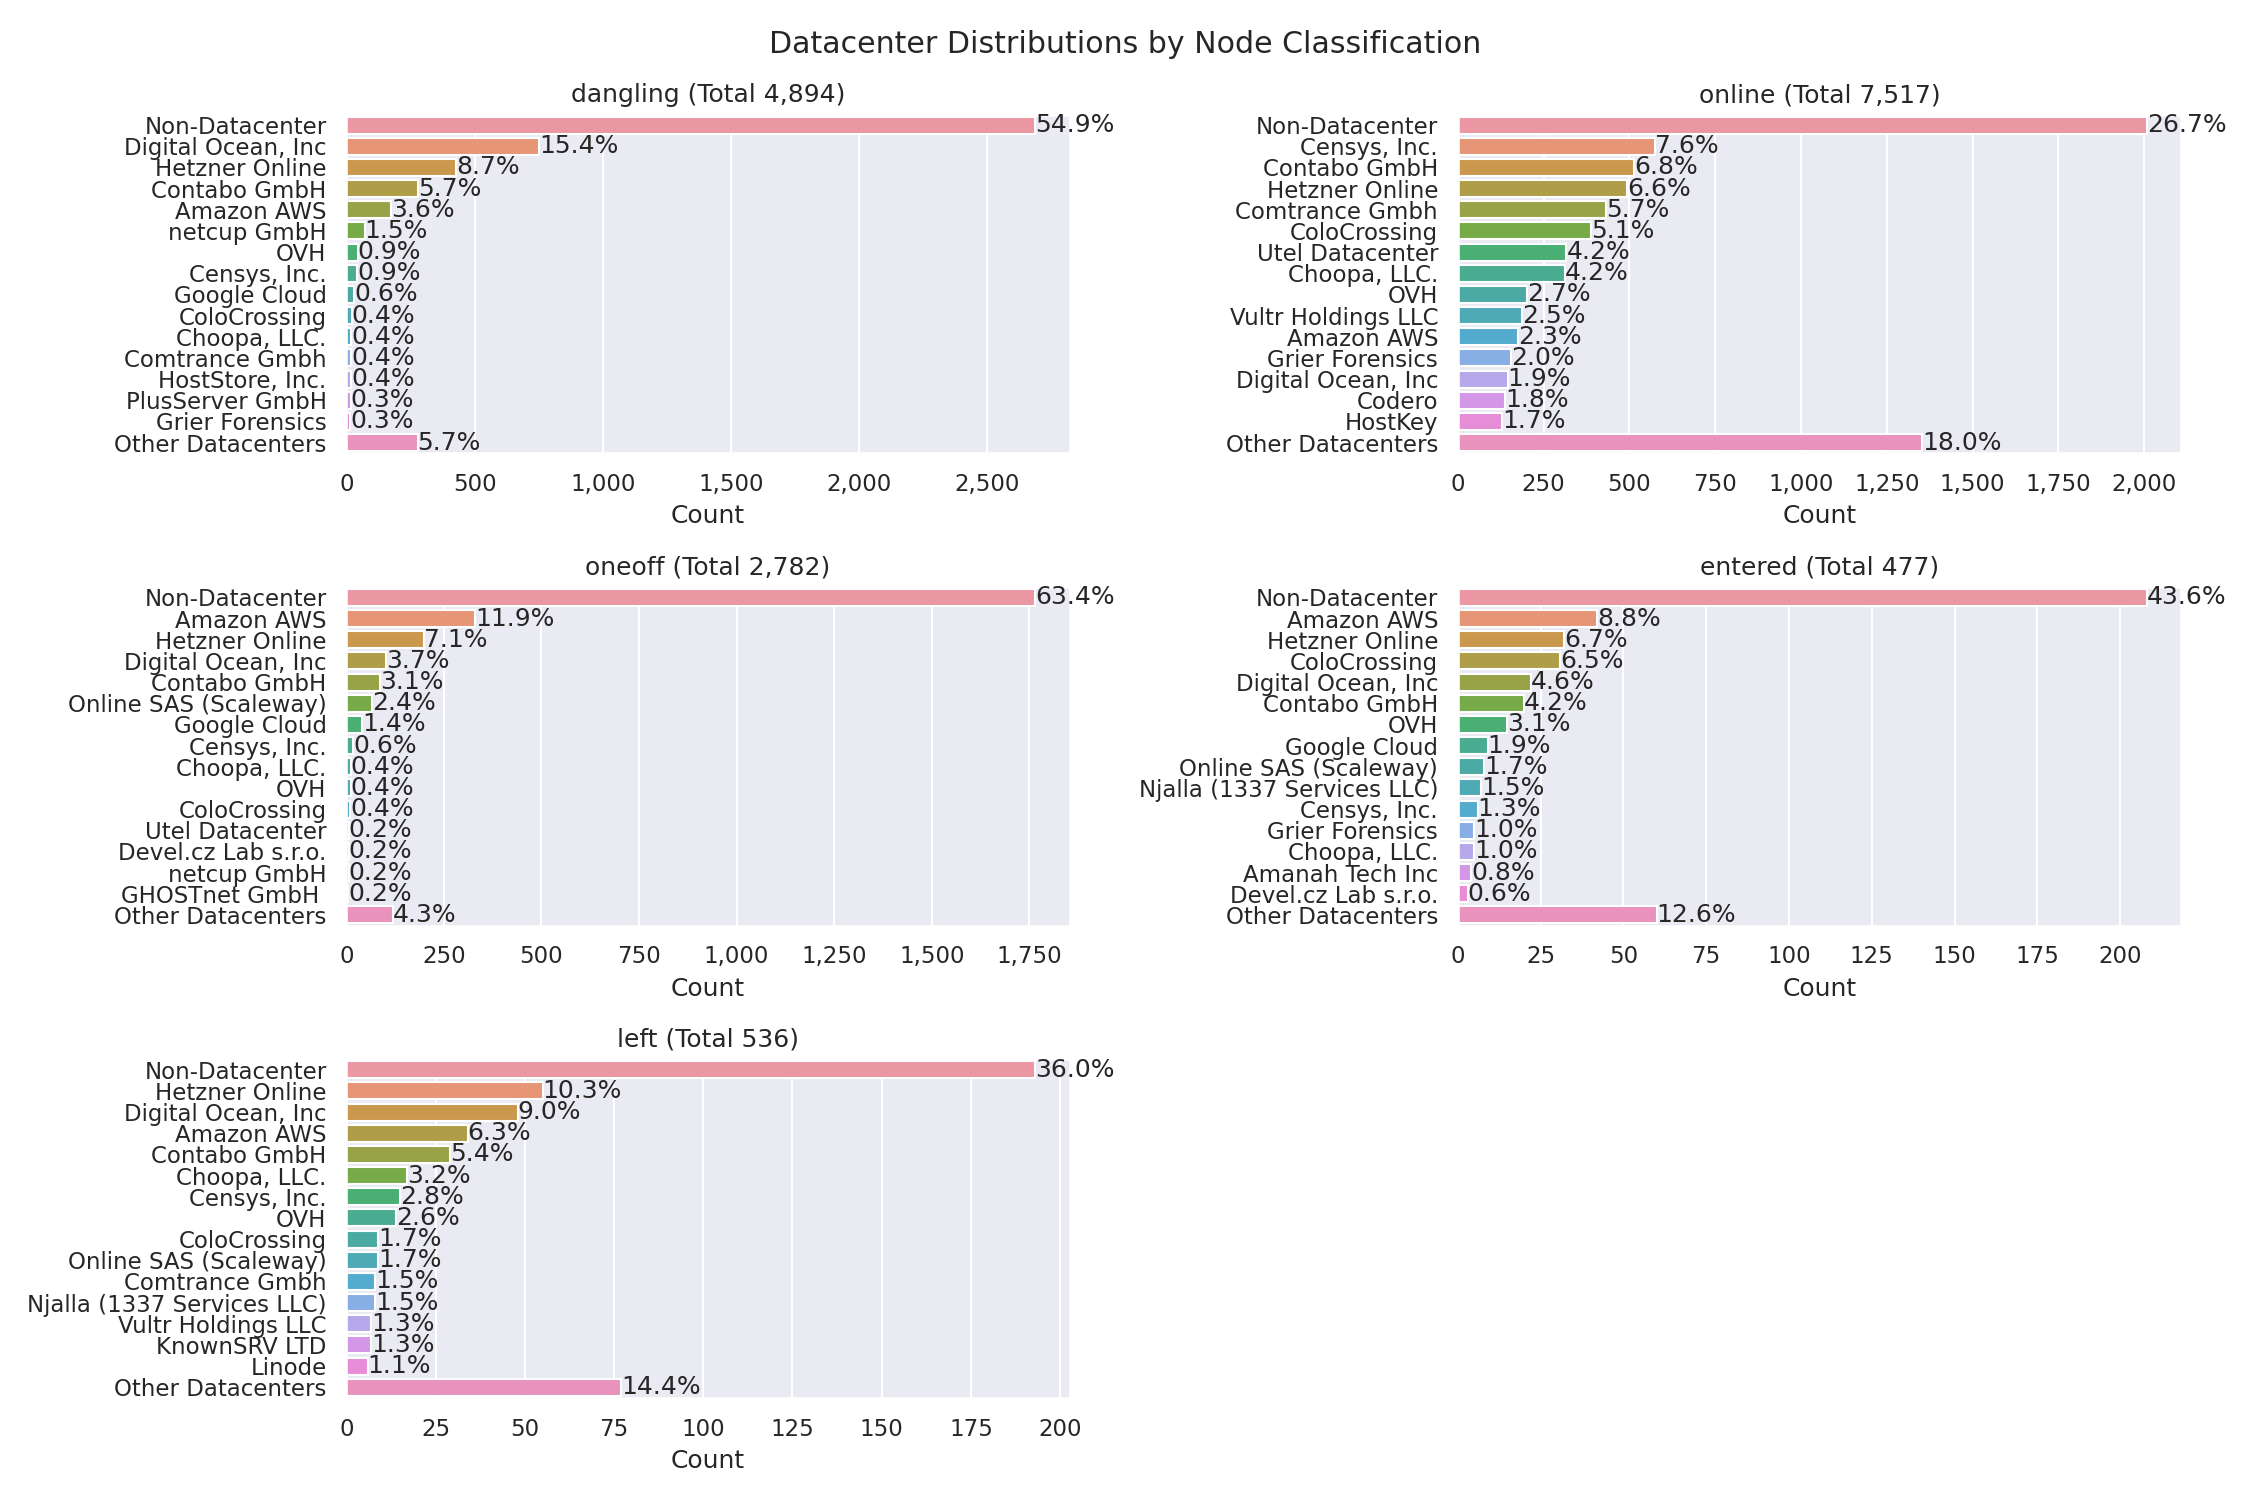 Datacenter Distributions by Node Classification
dangling (Total 4,894)
Non-Datacenter 54.9%
Digital Ocean, Inc 15.4%
Hetzner Online 8.7%
Contabo GmbH 5.7%
Amazon AWS 3.6%
netcup GmbH 1.5%
OVH 0.9%
Censys, Inc. 0.9%
Google Cloud 0.6%
ColoCrossing 0.4%
Choopa, LLC. 0.4%
Comtrance Gmbh 0.4%
HostStore, Inc. 0.4%
PlusServer GmbH 0.3%
Grier Forensics 0.3%
Other Datacenters 5.7%
0 500 1,000 1,500 2,000 2,500
Count
online (Total 7,517)
Non-Datacenter 26.7%
Censys, Inc. 7.6%
Contabo GmbH 6.8%
Hetzner Online 6.6%
Comtrance Gmbh 5.7%
ColoCrossing 5.1%
Utel Datacenter 4.2%
Choopa, LLC. 4.2%
OVH 2.7%
Vultr Holdings LLC 2.5%
Amazon AWS 2.3%
Grier Forensics 2.0%
Digital Ocean, Inc 1.9%
Codero 1.8%
HostKey 1.7%
Other Datacenters 18.0%
0 250 500 750 1,000 1,250 1,500 1,750 2,000
Count
oneoff (Total 2,782)
Non-Datacenter 63.4%
Amazon AWS 11.9%
Hetzner Online 7.1%
Digital Ocean, Inc 3.7%
Contabo GmbH 3.1%
Online SAS (Scaleway) 2.4%
Google Cloud 1.4%
Censys, Inc. 0.6%
Choopa, LLC. 0.4%
OVH 0.4%
ColoCrossing 0.4%
Utel Datacenter 0.2%
Devel.cz Lab s.r.o. 0.2%
netcup GmbH 0.2%
GHOSTnet GmbH 0.2%
Other Datacenters 4.3%
0 250 500 750 1,000 1,250 1,500 1,750
Count
entered (Total 477)
Non-Datacenter 43.6%
Amazon AWS 8.8%
Hetzner Online 6.7%
ColoCrossing 6.5%
Digital Ocean, Inc 4.6%
Contabo GmbH 4.2%
OVH 3.1%
Google Cloud 1.9%
Online SAS (Scaleway) 1.7%
Njalla (1337 Services LLC) 1.5%
Censys, Inc. 1.3%
Grier Forensics 1.0%
Choopa, LLC. 1.0%
Amanah Tech Inc 0.8%
Devel.cz Lab s.r.o. 0.6%
Other Datacenters 12.6%
0 25 50 75 100 125 150 175 200
Count
left (Total 536)
Non-Datacenter 36.0%
Hetzner Online 10.3%
Digital Ocean, Inc 9.0%
Amazon AWS 6.3%
Contabo GmbH 5.4%
Choopa, LLC. 3.2%
Censys, Inc. 2.8%
OVH 2.6%
ColoCrossing 1.7%
Online SAS (Scaleway) 1.7%
Comtrance Gmbh 1.5%
Njalla (1337 Services LLC) 1.5%
Vultr Holdings LLC 1.3%
KnownSRV LTD 1.3%
Linode 1.1%
Other Datacenters 14.4%
0 25 50 75 100 125 150 175 200
Count